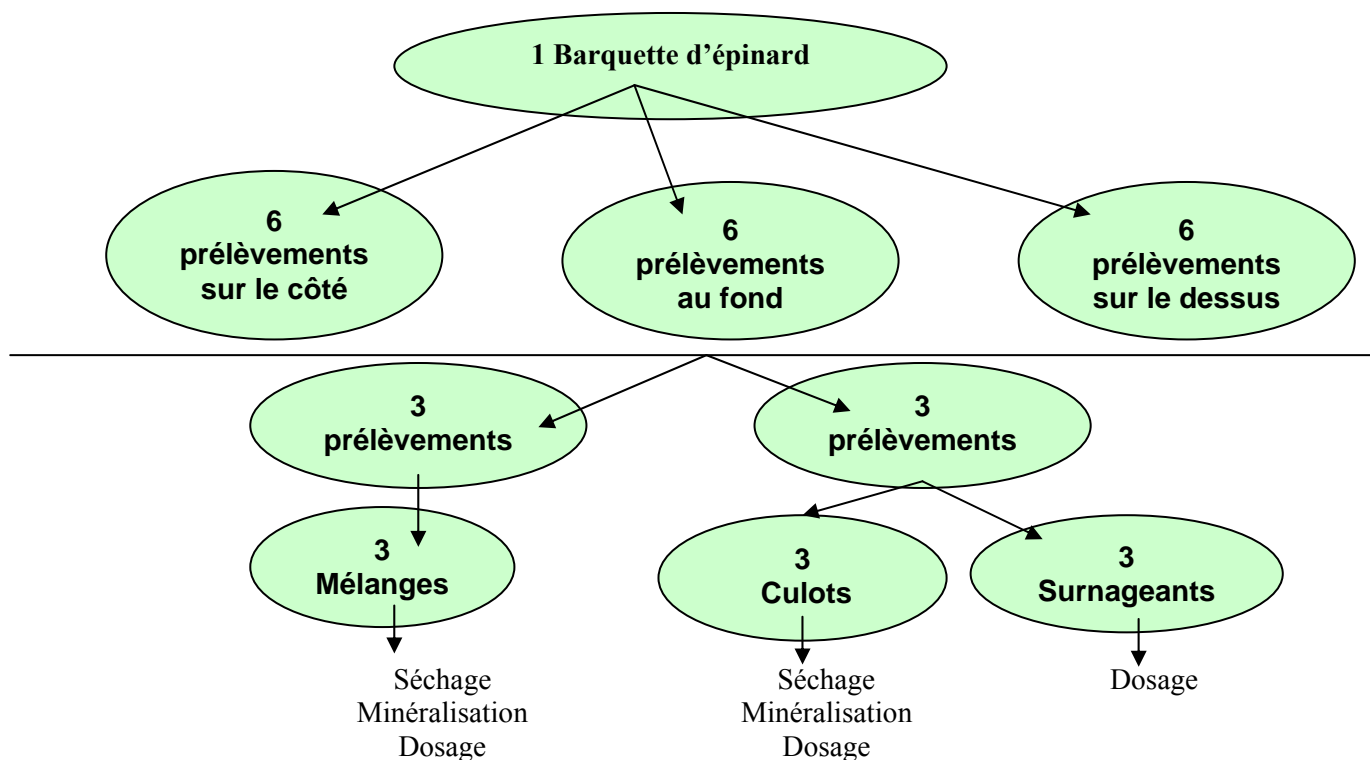 1 Barquette d'épinard
6
prélèvements
sur le côté
6
prélèvements
au fond
6
prélèvements
sur le dessus
3
prélèvements
3
prélèvements
3
Mélanges
3
Culots
3
Surnageants
Séchage
Minéralisation
Dosage
Séchage
Minéralisation
Dosage
Dosage